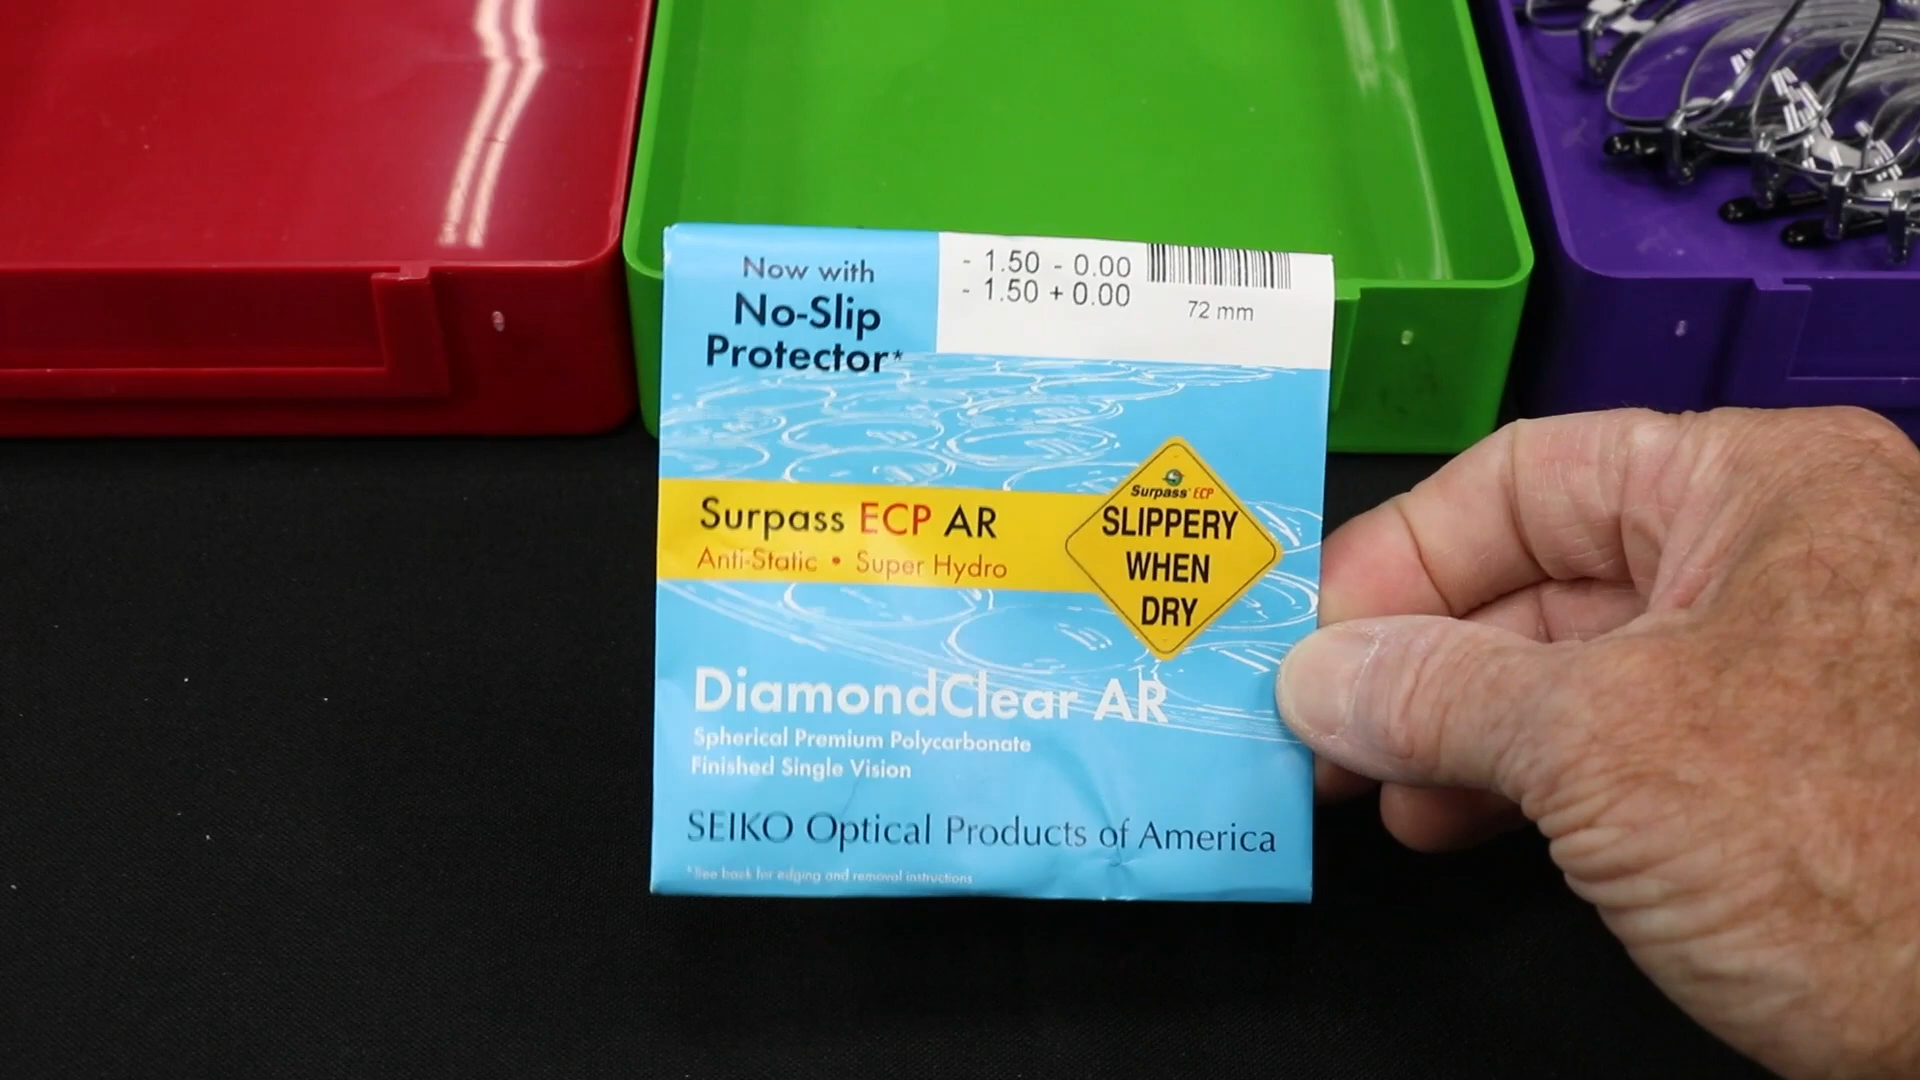 Now with
No-Slip
Protector*
- 1.50 - 0.00
- 1.50 + 0.00
72 mm
Surpass ECP AR
Anti-Static • Super Hydro
Surpass ECP
SLIPPERY
WHEN
DRY
DiamondClear AR
Spherical Premium Polycarbonate
Finished Single Vision
SEIKO Optical Products of America
*See back for edging and removal instructions